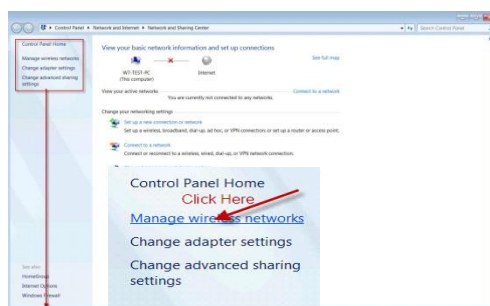 Control Panel ▸ Network and Internet ▸ Network and Sharing Center
Search Control Panel
Control Panel Home
Manage wireless networks
Change adapter settings
Change advanced sharing
settings
View your basic network information and set up connections
See full map
WT-TEST-PC
(This computer)
Internet
View your active networks
Connect to a network
You are currently not connected to any networks.
Change your networking settings
Set up a new connection or network
Set up a wireless, broadband, dial-up, ad hoc, or VPN connection; or set up a router or access point.
Connect to a network
Connect or reconnect to a wireless, wired, dial-up, or VPN network connection.
Control Panel Home
Click Here
Manage wireless networks
Change adapter settings
Change advanced sharing
settings
See also
HomeGroup
Internet Options
Windows Firewall